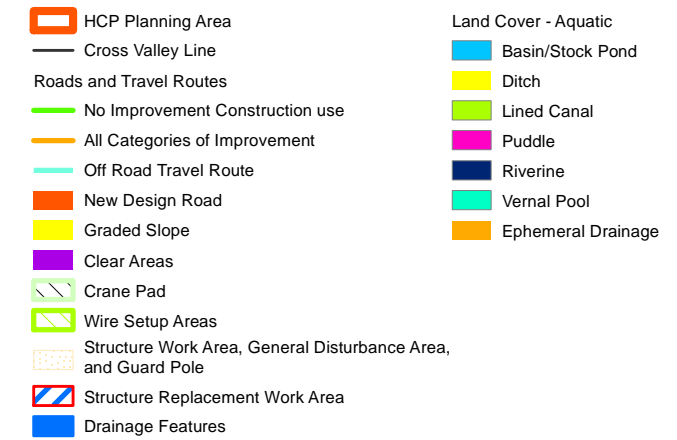 HCP Planning Area
Cross Valley Line
Roads and Travel Routes
No Improvement Construction use
All Categories of Improvement
Off Road Travel Route
New Design Road
Graded Slope
Clear Areas
Crane Pad
Wire Setup Areas
Structure Work Area, General Disturbance Area,
and Guard Pole
Structure Replacement Work Area
Drainage Features
Land Cover - Aquatic
Basin/Stock Pond
Ditch
Lined Canal
Puddle
Riverine
Vernal Pool
Ephemeral Drainage